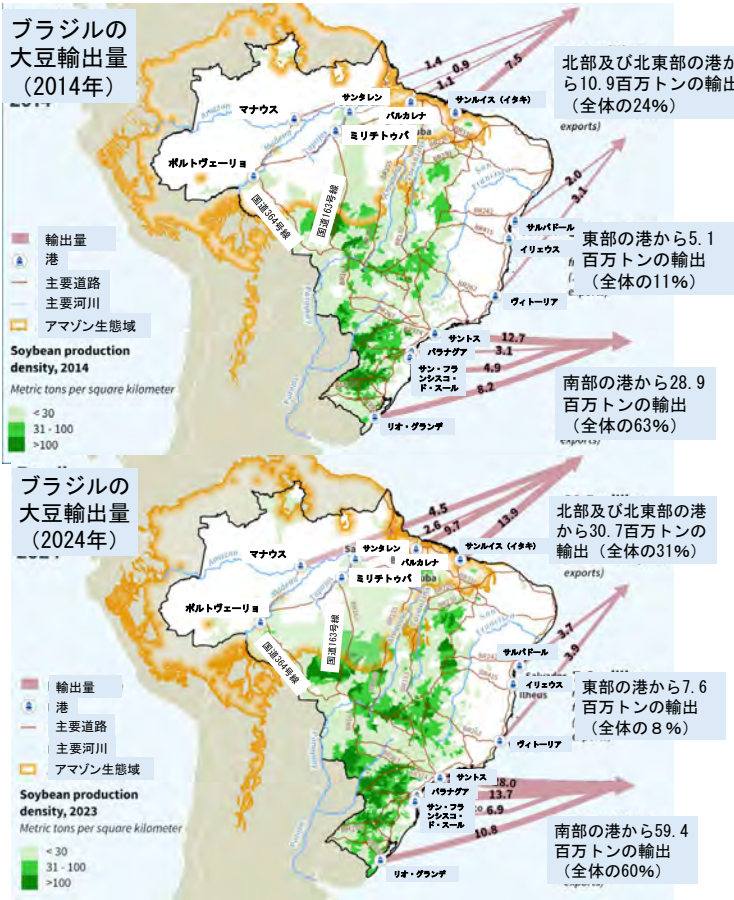 ブラジルの
大豆輸出量
（2014年）
1.4
0.9
1.1
7.5
北部及び北東部の港か
ら10.9百万トンの輸出
（全体の24%）
exports)
マナウス
サンタレン
バルカレナ
サンルイス（イタキ）
ミリチトゥバ
ポルトヴェーリョ
Amazon
Madeira
Tapajos
San
Francisco
国道364号線
国道163号線
2.0
3.1
サルバドール
イリェウス
ヴィトーリア
東部の港から5.1
百万トンの輸出
（全体の11%）
輸出量
港
主要道路
主要河川
アマゾン生態域
Soybean production
density, 2014
Metric tons per square kilometer
< 30
31 - 100
>100
BR242
BR415
BR262
サントス
パラナグア
サン・フラ
ンシスコ・
ド・スール
リオ・グランデ
12.7
3.1
4.9
8.2
南部の港から28.9
百万トンの輸出
（全体の63%）
exports)
ブラジルの
大豆輸出量
（2024年）
4.5
2.6
9.7
13.9
北部及び北東部の港
から30.7百万トンの
輸出（全体の31%）
exports)
マナウス
サンタレン
バルカレナ
サンルイス（イタキ）
ミリチトゥバ
ポルトヴェーリョ
Amazon
Madeira
Tapajos
San
Francisco
国道364号線
国道163号線
3.7
3.9
サルバドール
イリェウス
Ilheus
ヴィトーリア
東部の港から7.6
百万トンの輸出
（全体の８%）
輸出量
港
主要道路
主要河川
アマゾン生態域
Soybean production
density, 2023
Metric tons per square kilometer
< 30
31 - 100
>100
BR242
BR415
BR262
サントス
パラナグア
サン・フラ
ンシスコ・
ド・スール
リオ・グランデ
13.7
6.9
10.8
南部の港から59.4
百万トンの輸出
（全体の60%）